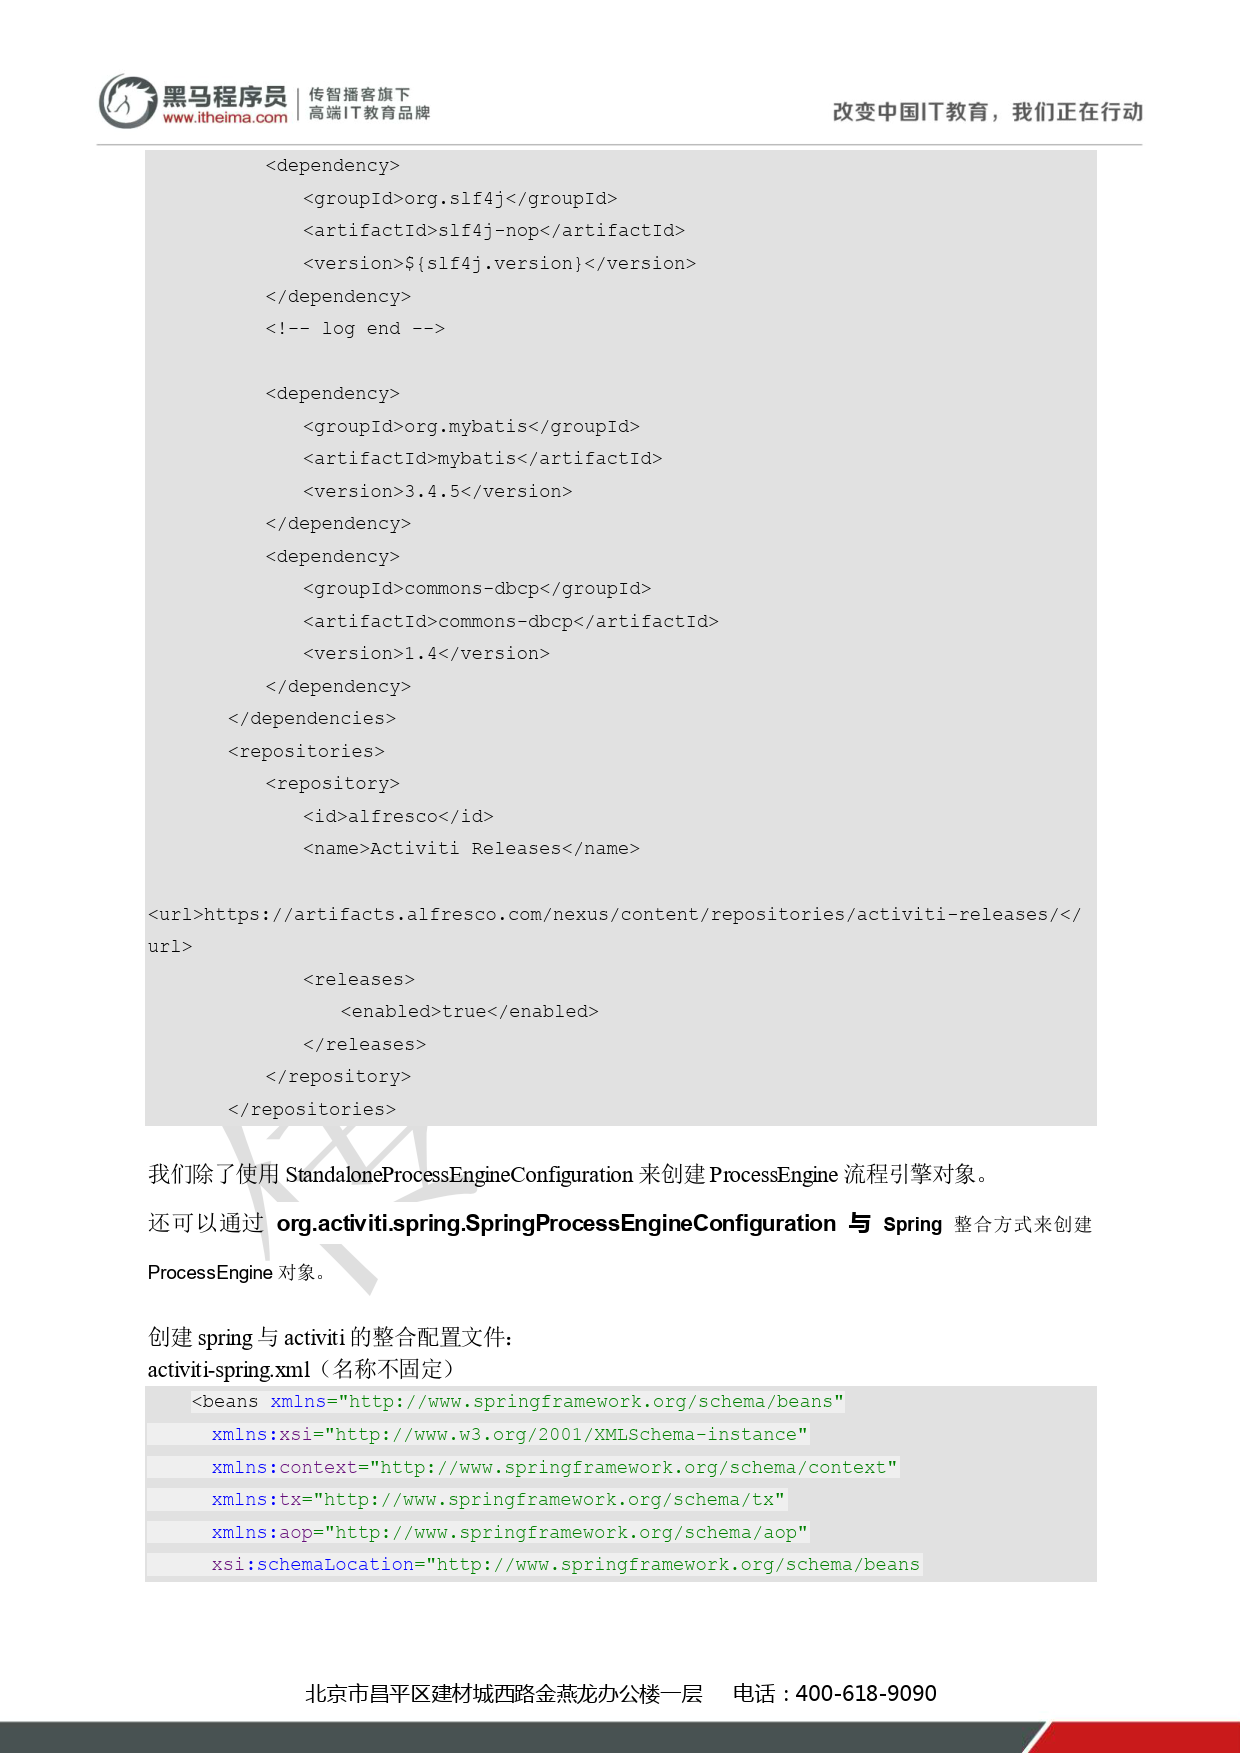 黑马程序员
www.itheima.com
传智播客旗下
高端IT教育品牌
改变中国IT教育，我们正在行动
<dependency>
<groupId>org.slf4j</groupId>
<artifactId>slf4j-nop</artifactId>
<version>${slf4j.version}</version>
</dependency>
<!-- log end -->
<dependency>
<groupId>org.mybatis</groupId>
<artifactId>mybatis</artifactId>
<version>3.4.5</version>
</dependency>
<dependency>
<groupId>commons-dbcp</groupId>
<artifactId>commons-dbcp</artifactId>
<version>1.4</version>
</dependency>
</dependencies>
<repositories>
<repository>
<id>alfresco</id>
<name>Activiti Releases</name>
<url>https://artifacts.alfresco.com/nexus/content/repositories/activiti-releases/</
url>
<releases>
<enabled>true</enabled>
</releases>
</repository>
</repositories>
我们除了使用 StandaloneProcessEngineConfiguration 来创建 ProcessEngine 流程引擎对象。
还可以通过 org.activiti.spring.SpringProcessEngineConfiguration 与 Spring 整合方式来创建
ProcessEngine 对象。
创建 spring 与 activiti 的整合配置文件：
activiti-spring.xml（名称不固定）
<beans xmlns="http://www.springframework.org/schema/beans"
xmlns:xsi="http://www.w3.org/2001/XMLSchema-instance"
xmlns:context="http://www.springframework.org/schema/context"
xmlns:tx="http://www.springframework.org/schema/tx"
xmlns:aop="http://www.springframework.org/schema/aop"
xsi:schemaLocation="http://www.springframework.org/schema/beans
北京市昌平区建材城西路金燕龙办公楼一层 电话：400-618-9090